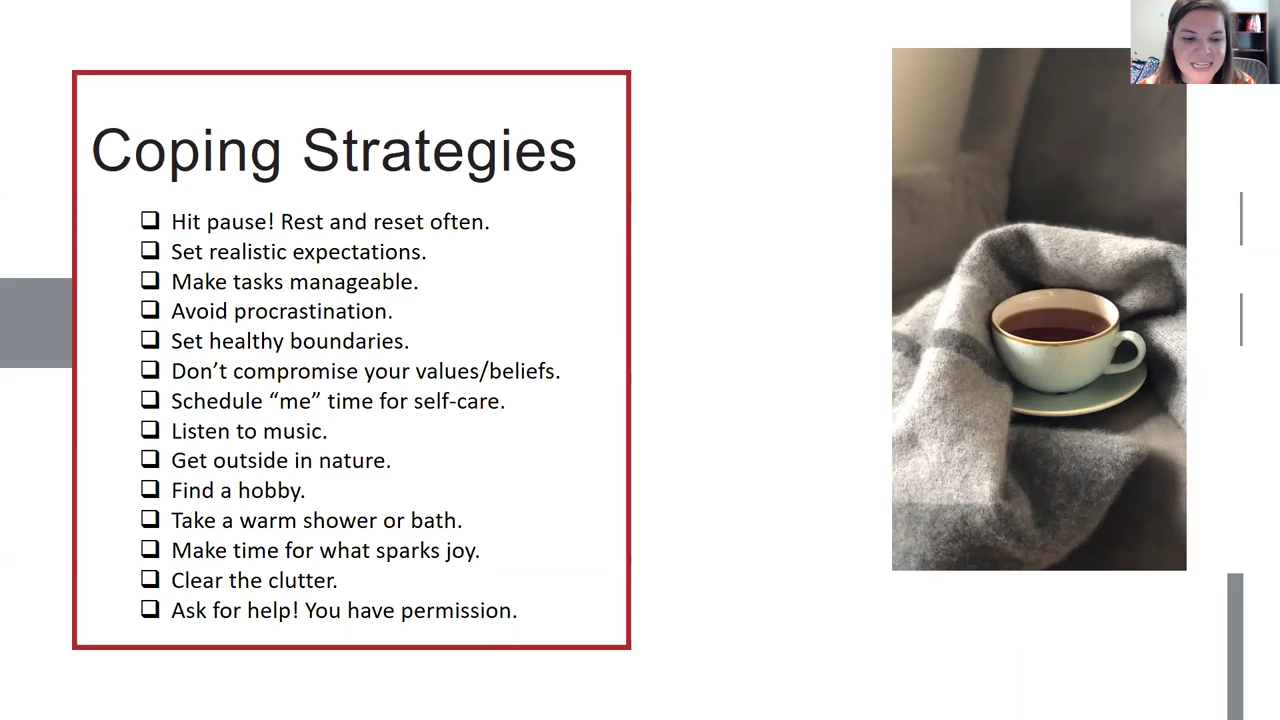 Coping Strategies
Hit pause! Rest and reset often.
Set realistic expectations.
Make tasks manageable.
Avoid procrastination.
Set healthy boundaries.
Don’t compromise your values/beliefs.
Schedule “me” time for self-care.
Listen to music.
Get outside in nature.
Find a hobby.
Take a warm shower or bath.
Make time for what sparks joy.
Clear the clutter.
Ask for help! You have permission.